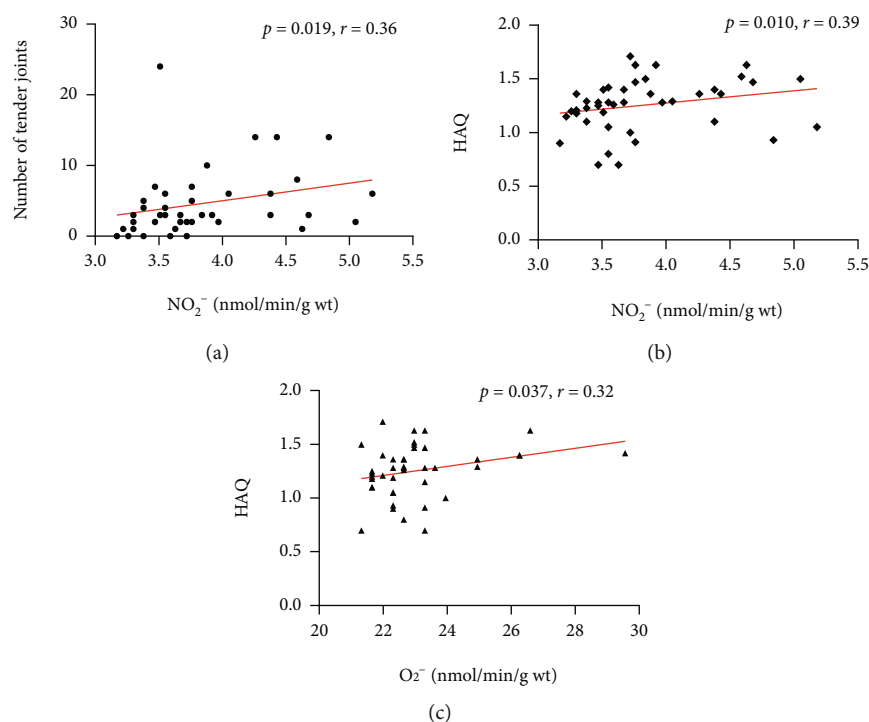 p = 0.019, r = 0.36
30
20
10
0
Number of tender joints
3.0 3.5 4.0 4.5 5.0 5.5
NO₂⁻ (nmol/min/g wt)
(a)
p = 0.010, r = 0.39
2.0
1.5
1.0
0.5
0.0
HAQ
3.0 3.5 4.0 4.5 5.0 5.5
NO₂⁻ (nmol/min/g wt)
(b)
p = 0.037, r = 0.32
2.0
1.5
1.0
0.5
0.0
HAQ
20 22 24 26 28 30
O₂⁻ (nmol/min/g wt)
(c)